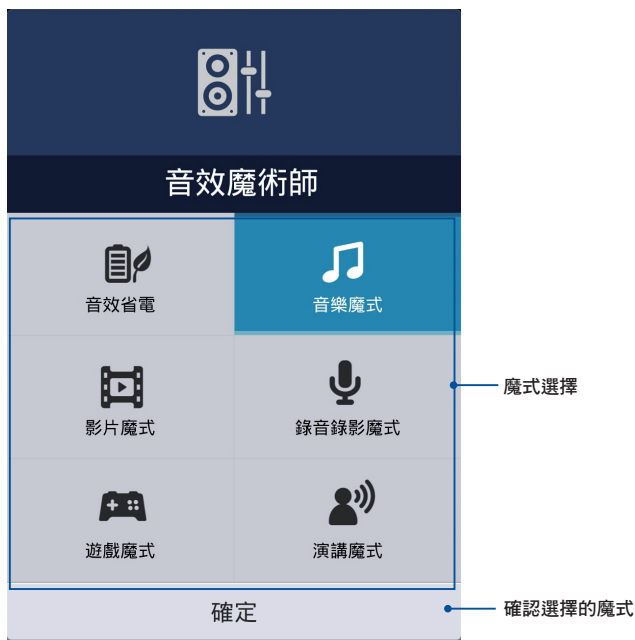 音效魔術師
音效省電
音樂魔式
影片魔式
錄音錄影魔式
魔式選擇
遊戲魔式
演講魔式
確定
確認選擇的魔式